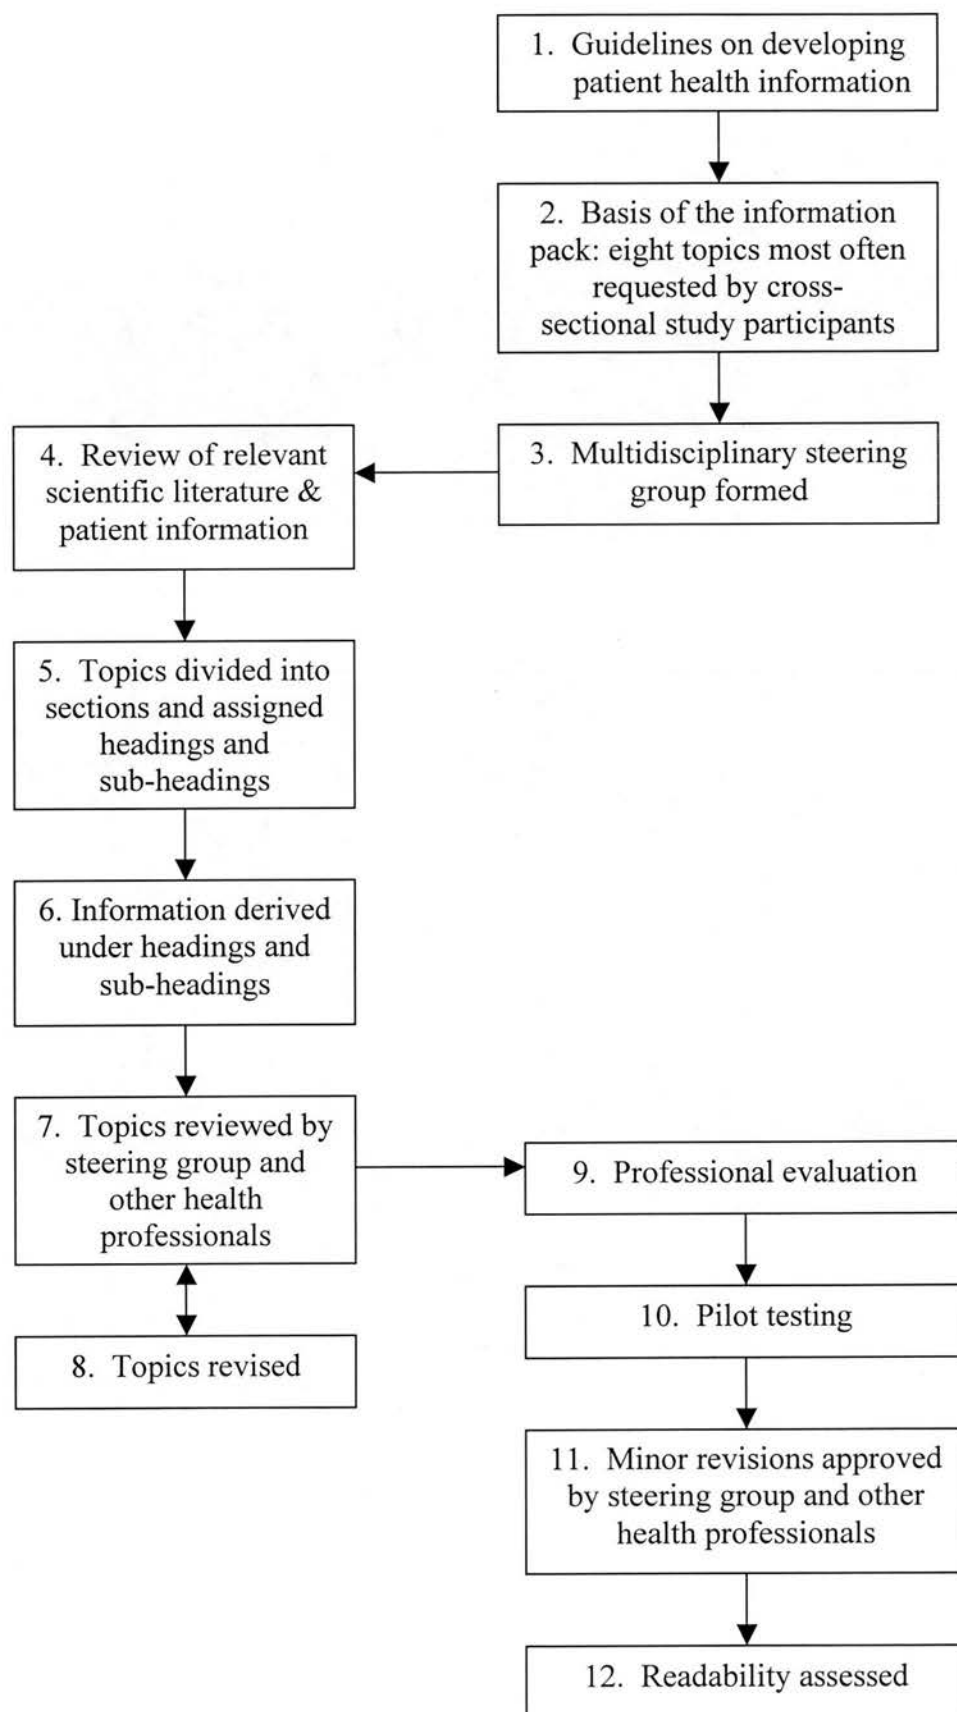 1. Guidelines on developing
patient health information
2. Basis of the information
pack: eight topics most often
requested by cross-
sectional study participants
3. Multidisciplinary steering
group formed
4. Review of relevant
scientific literature &
patient information
5. Topics divided into
sections and assigned
headings and
sub-headings
6. Information derived
under headings and
sub-headings
7. Topics reviewed by
steering group and
other health
professionals
8. Topics revised
9. Professional evaluation
10. Pilot testing
11. Minor revisions approved
by steering group and other
health professionals
12. Readability assessed